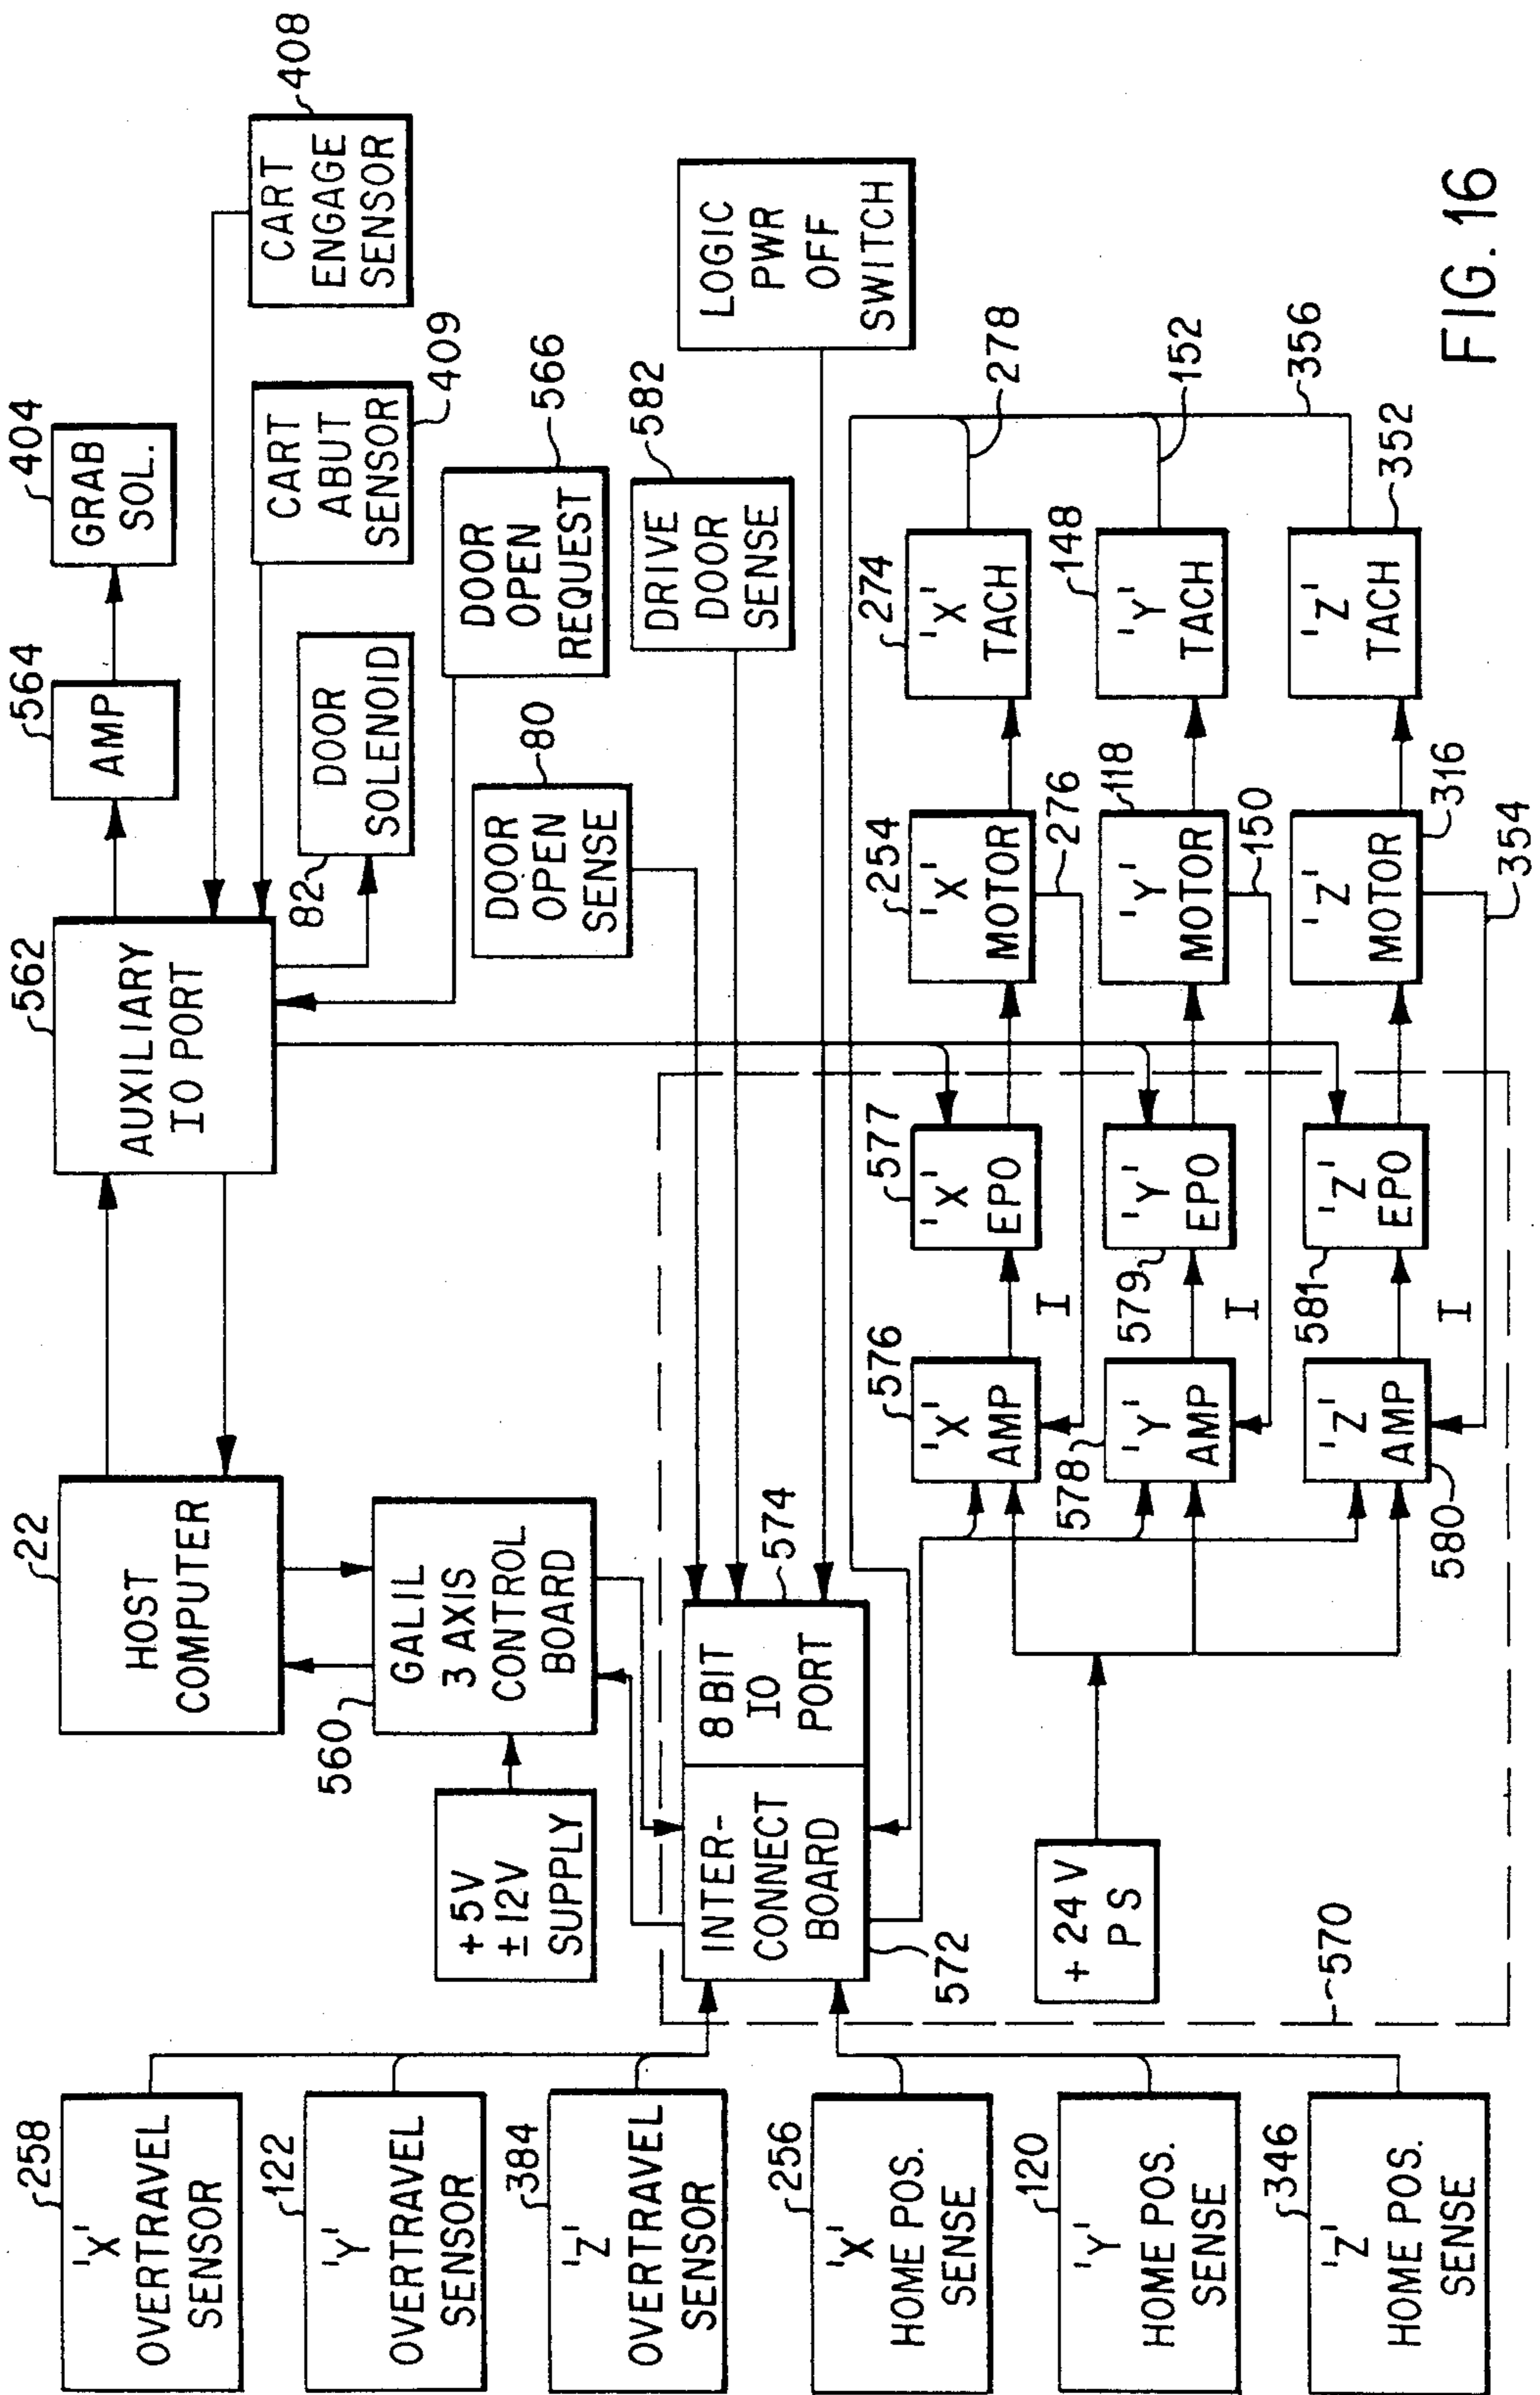 258
'X'
OVERTRAVEL
SENSOR
122
'Y'
OVERTRAVEL
SENSOR
384
'Z'
OVERTRAVEL
SENSOR
256
'X'
HOME POS.
SENSE
120
'Y'
HOME POS.
SENSE
346
'Z'
HOME POS.
SENSE
22
HOST
COMPUTER
560
GALIL
3 AXIS
CONTROL
BOARD
+5V
±12V
SUPPLY
INTER-
CONNECT
BOARD
572
8 BIT
IO
PORT
574
+24V
PS
570
562
AUXILIARY
IO PORT
564
AMP
404
GRAB
SOL.
CART
ENGAGE
SENSOR
408
CART
ABUT
SENSOR
409
82
DOOR
SOLENOID
DOOR
OPEN
REQUEST
566
DOOR
OPEN
SENSE
80
DRIVE
DOOR
SENSE
582
LOGIC
PWR
OFF
SWITCH
576
'X'
AMP
577
'X'
EPO
254
'X'
MOTOR
274
'X'
TACH
278
I
276
578
'Y'
AMP
579
'Y'
EPO
118
'Y'
MOTOR
148
'Y'
TACH
152
I
150
580
'Z'
AMP
581
'Z'
EPO
'Z'
MOTOR
316
'Z'
TACH
352
356
I
354
FIG. 16